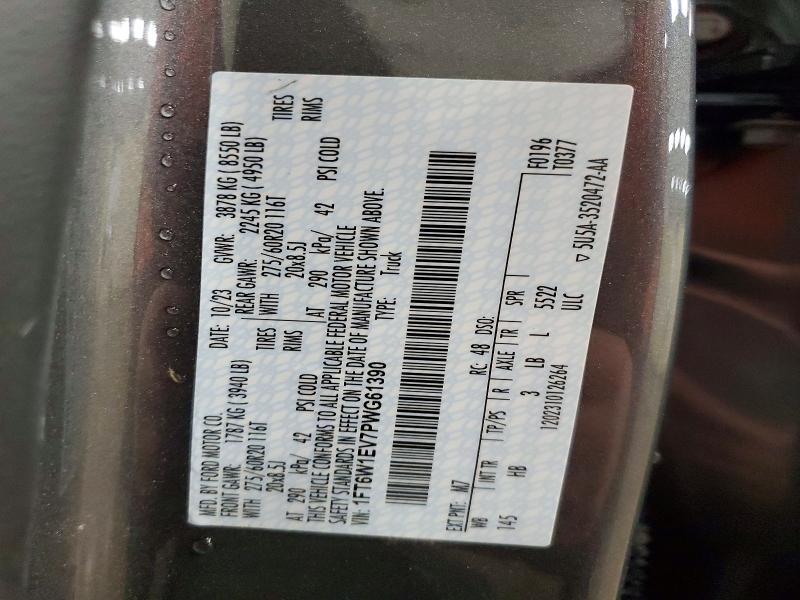 MFD. BY FORD MOTOR CO.
DATE: 10/23 GVWR: 3878 KG ( 8550 LB)
FRONT GAWR: 1787 KG ( 3940 LB) REAR GAWR: 2245 KG ( 4950 LB)
WITH 275/60R20 116T TIRES WITH 275/60R20 116T TIRES
20x8.5J RIMS 20x8.5J RIMS
AT 290 kPa/ 42 PSI COLD AT 290 kPa/ 42 PSI COLD
THIS VEHICLE CONFORMS TO ALL APPLICABLE FEDERAL MOTOR VEHICLE
SAFETY STANDARDS IN EFFECT ON THE DATE OF MANUFACTURE SHOWN ABOVE.
VIN: 1FT6W1EV7PWG61390 TYPE: Truck
F0196
T0377
EXT PNT: M7 RC: 48 DSO:
WB INT TR TP/PS R AXLE TR SPR
145 HB 3 LB L 5522
1202310126264 ULC
▽ 5U5A-3520472-AA